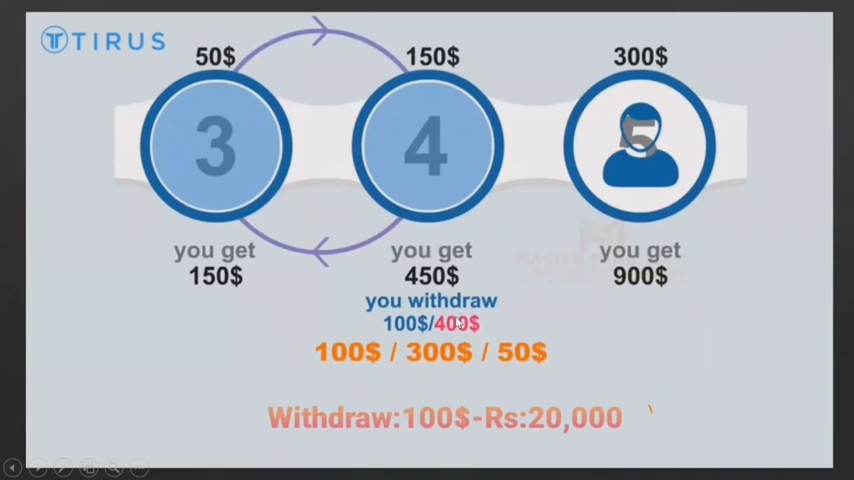 TIRUS
50$ 150$ 300$
3 4 5
you get you get you get
150$ 450$ 900$
you withdraw
100$/400$
100$ / 300$ / 50$
Withdraw:100$-Rs:20,000